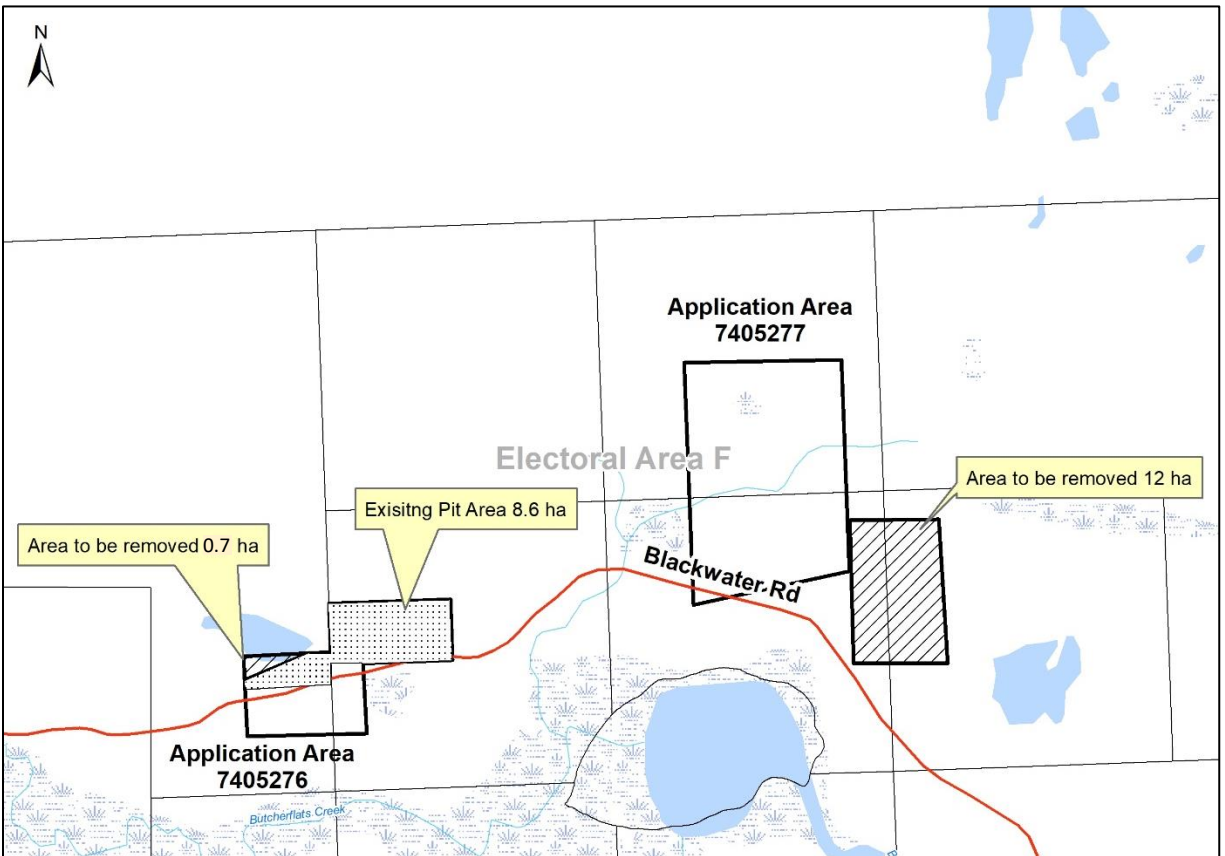 N
Application Area
7405277
Electoral Area F
Area to be removed 12 ha
Exisitng Pit Area 8.6 ha
Area to be removed 0.7 ha
Blackwater Rd
Application Area
7405276
Butcherflats Creek